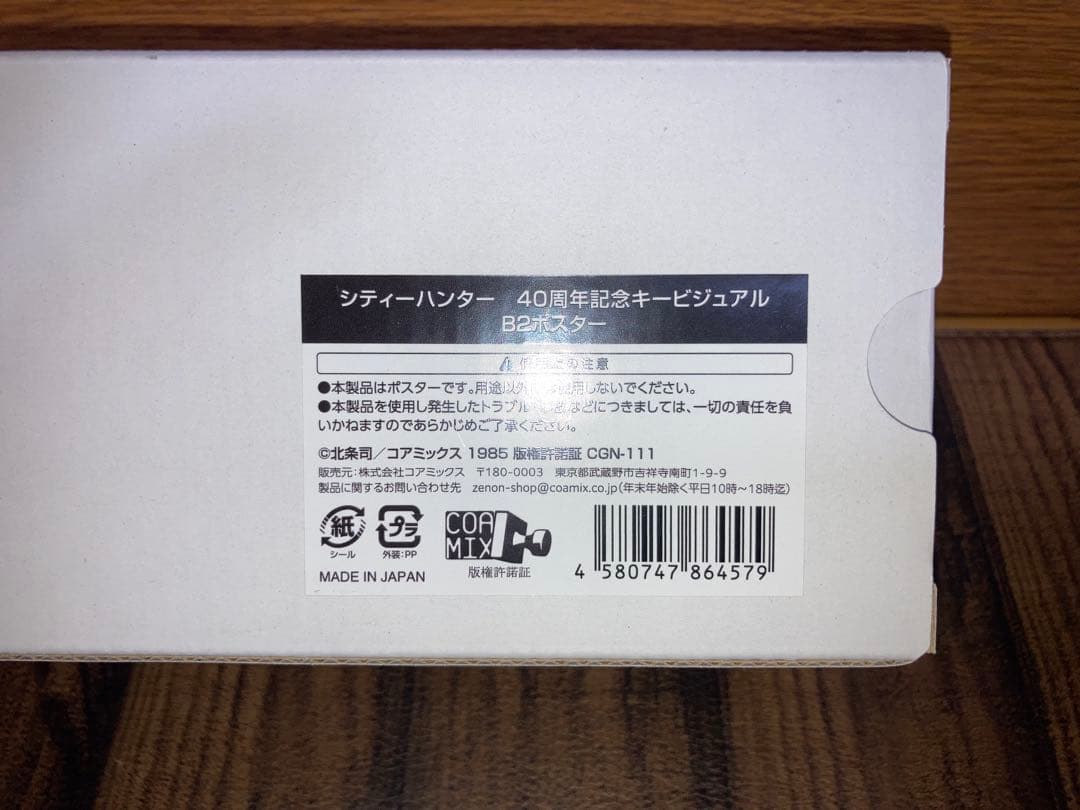 シティーハンター 40周年記念キービジュアル
B2ポスター
使用上の注意
●本製品はポスターです。用途以外に使用しないでください。
●本製品を使用し発生したトラブル・などにつきましては、一切の責任を負
いかねますのであらかじめご了承ください。
©北条司/コアミックス 1985 版権許諾証 CGN-111
販売元:株式会社コアミックス 〒180-0003 東京都武蔵野市吉祥寺南町1-9-9
製品に関するお問い合わせ先 zenon-shop@coamix.co.jp(年末年始除く平日10時~18時迄)
紙
シール
プラ
外装:PP
COA
MIX
版権許諾証
MADE IN JAPAN
4 580747 864579